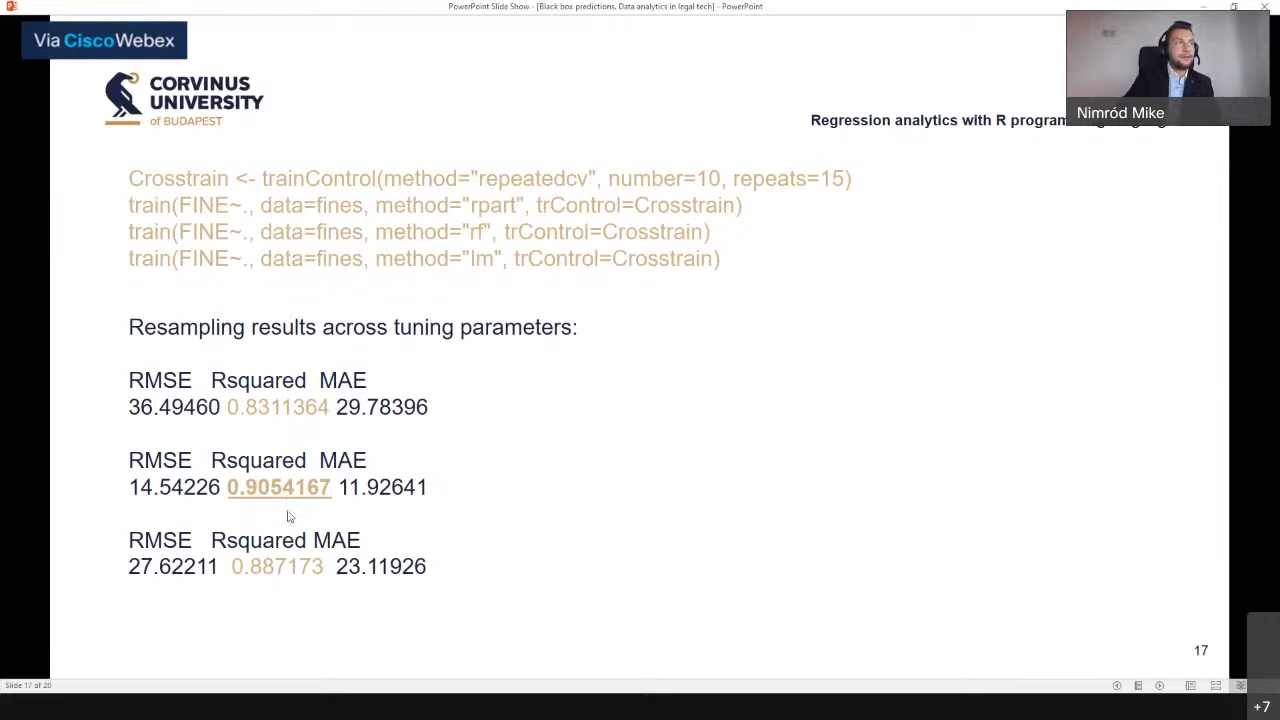 PowerPoint Slide Show - [Black box predictions. Data analytics in legal tech] - PowerPoint
Via CiscoWebex
CORVINUS
UNIVERSITY
of BUDAPEST
Nimród Mike
Regression analytics with R
Crosstrain <- trainControl(method="repeatedcv", number=10, repeats=15)
train(FINE~., data=fines, method="rpart", trControl=Crosstrain)
train(FINE~., data=fines, method="rf", trControl=Crosstrain)
train(FINE~., data=fines, method="lm", trControl=Crosstrain)
Resampling results across tuning parameters:
RMSE Rsquared MAE
36.49460 0.8311364 29.78396
RMSE Rsquared MAE
14.54226 0.9054167 11.92641
RMSE Rsquared MAE
27.62211 0.887173 23.11926
17
Slide 17 of 20
+7